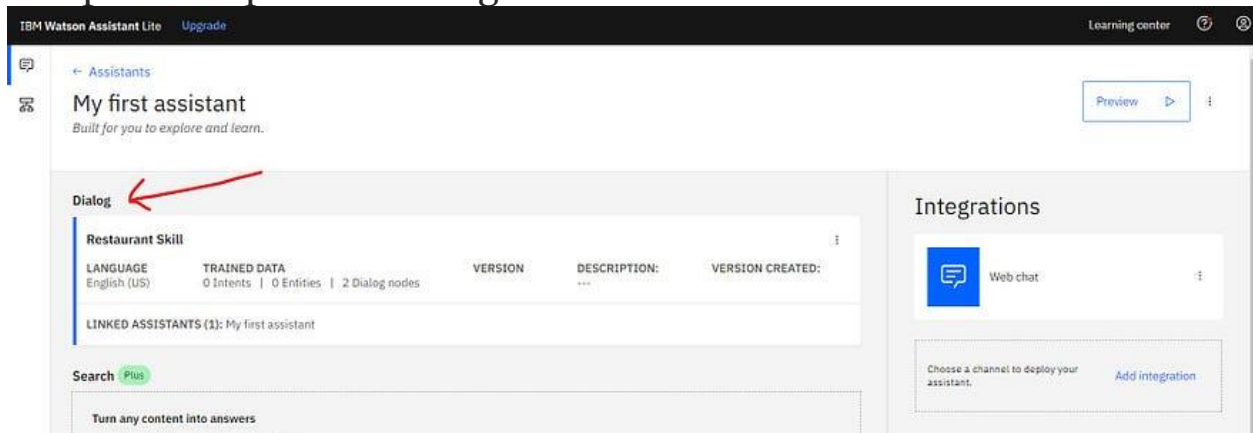 IBM Watson Assistant Lite Upgrade Learning center
← Assistants
My first assistant
Built for you to explore and learn.
Preview
Dialog
Restaurant Skill
LANGUAGE TRAINED DATA VERSION DESCRIPTION: VERSION CREATED:
English (US) 0 Intents | 0 Entities | 2 Dialog nodes ---
LINKED ASSISTANTS (1): My first assistant
Search Plus
Turn any content into answers
Integrations
Web chat
Choose a channel to deploy your
assistant.
Add integration